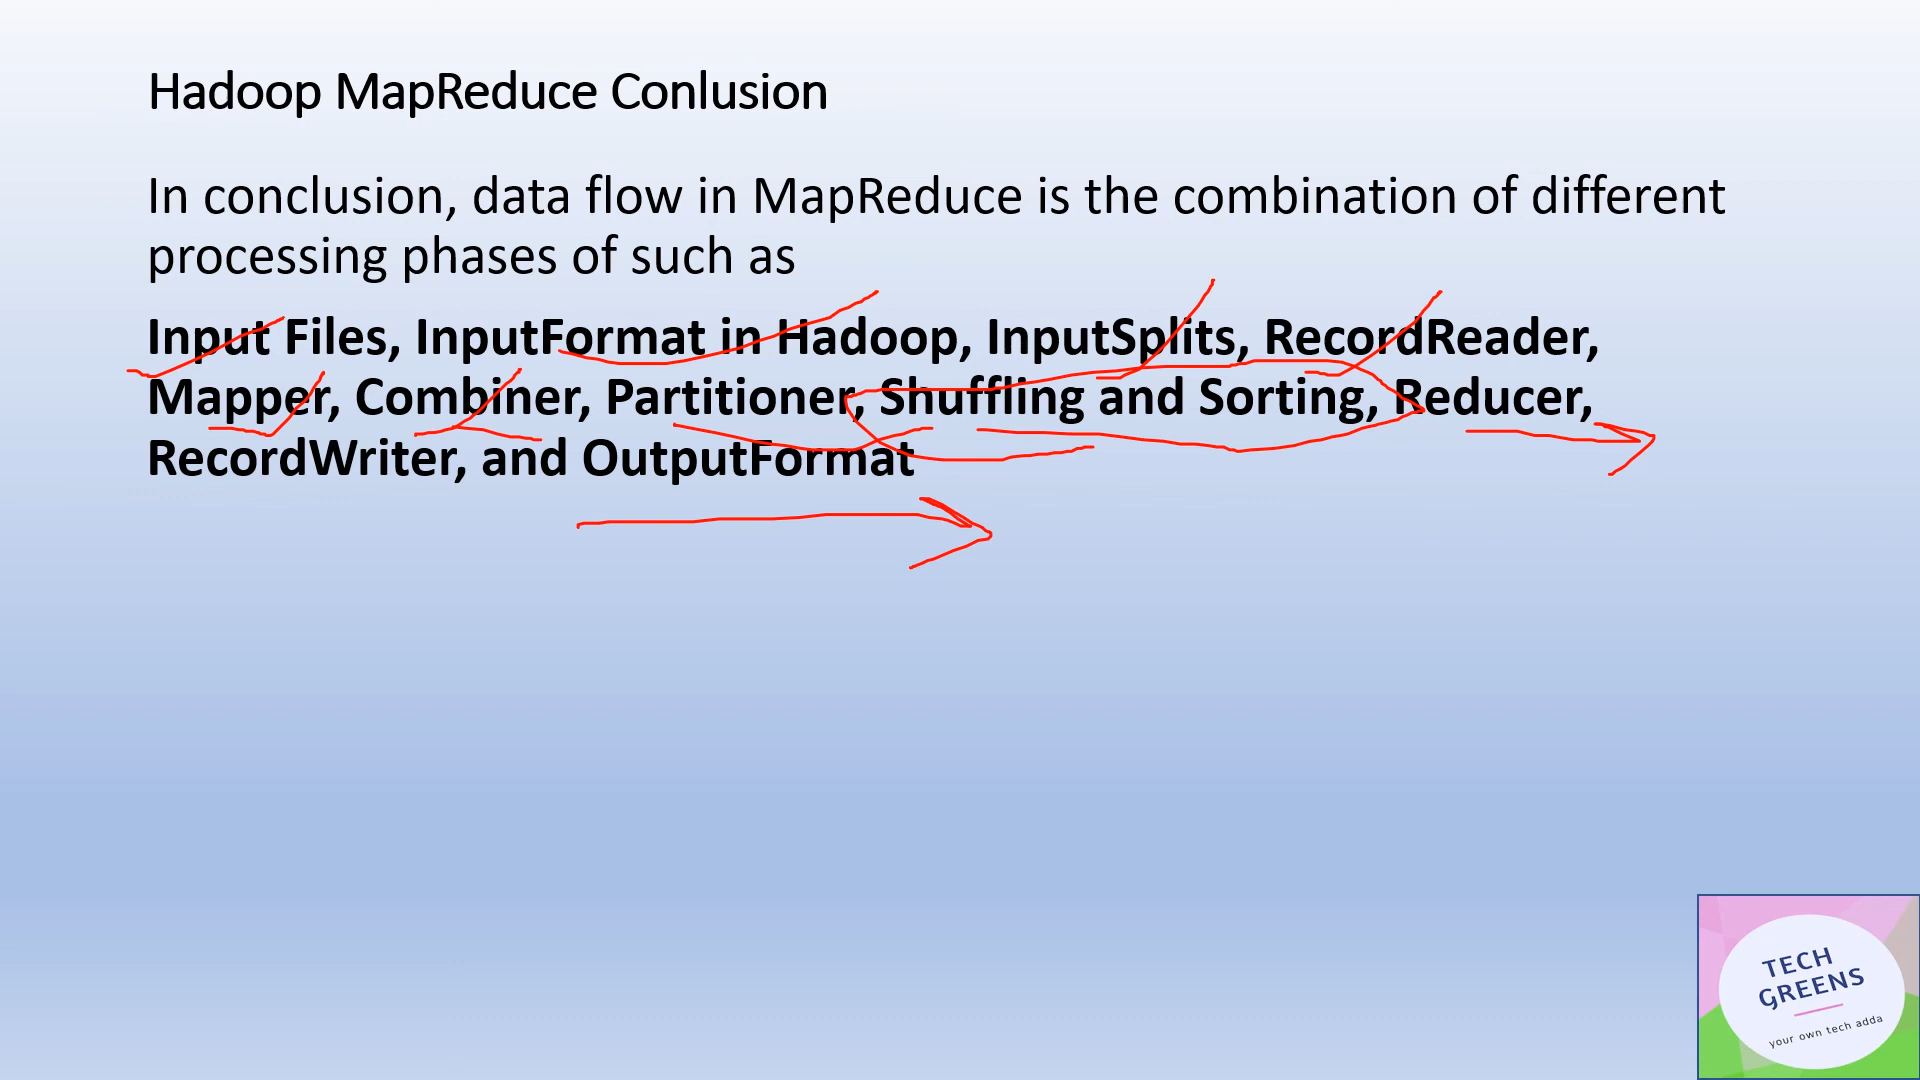 Hadoop MapReduce Conlusion
In conclusion, data flow in MapReduce is the combination of different
processing phases of such as
Input Files, InputFormat in Hadoop, InputSplits, RecordReader,
Mapper, Combiner, Partitioner, Shuffling and Sorting, Reducer,
RecordWriter, and OutputFormat
TECH
GREENS
your own tech adda